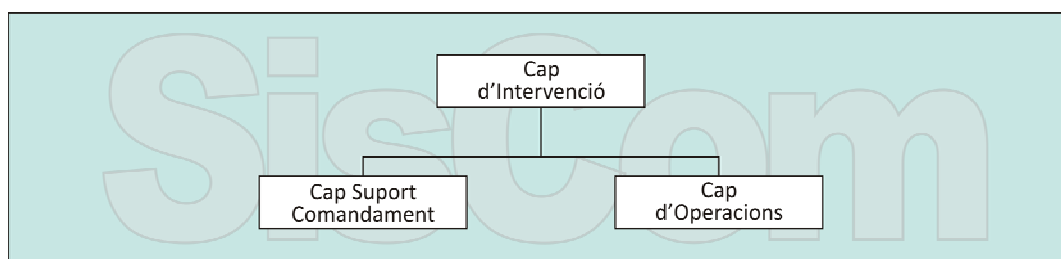 SisCom
Cap
d’Intervenció
Cap Suport
Comandament
Cap
d’Operacions